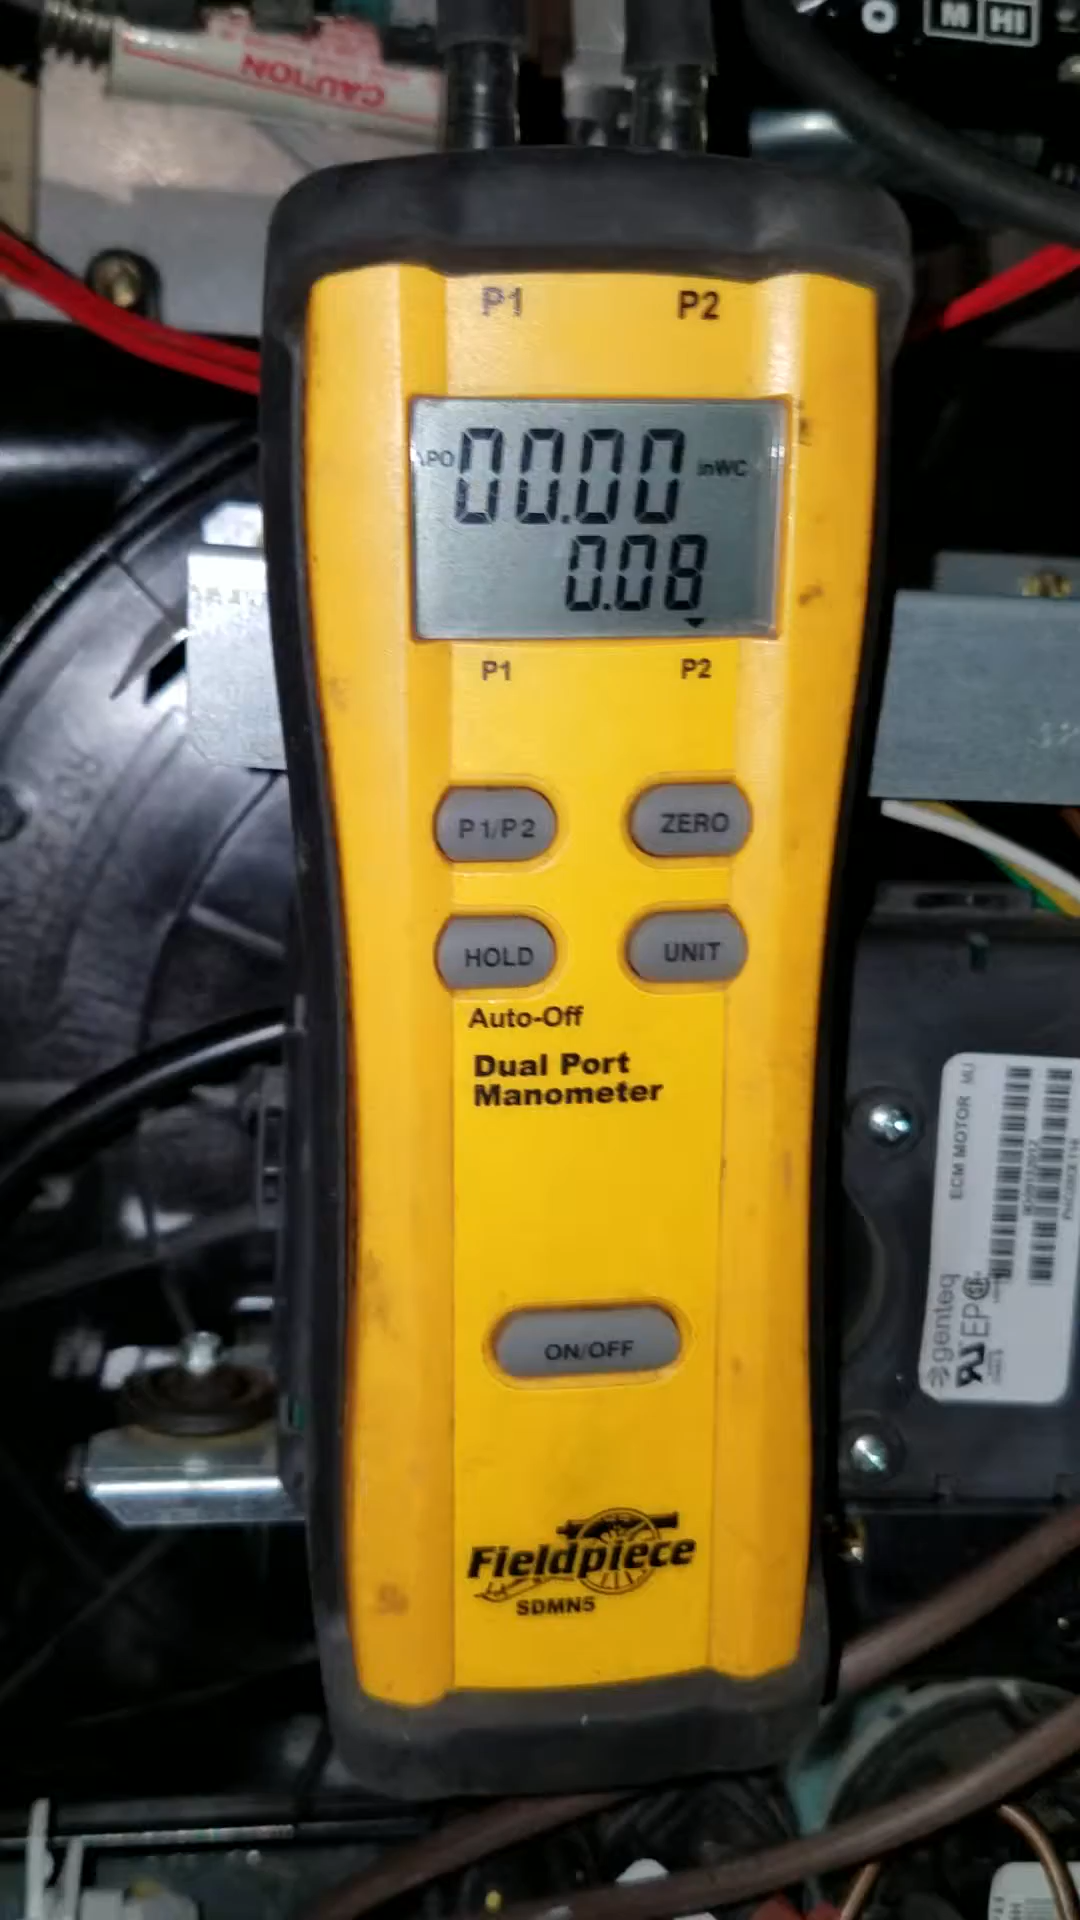 M HI
CAUTION
P1 P2
APO 00.00 inWC
0.08
P1 P2
P1/P2 ZERO
HOLD UNIT
Auto-Off
Dual Port
Manometer
ECM MOTOR
genteq
ON/OFF
Fieldpiece
SDMN5